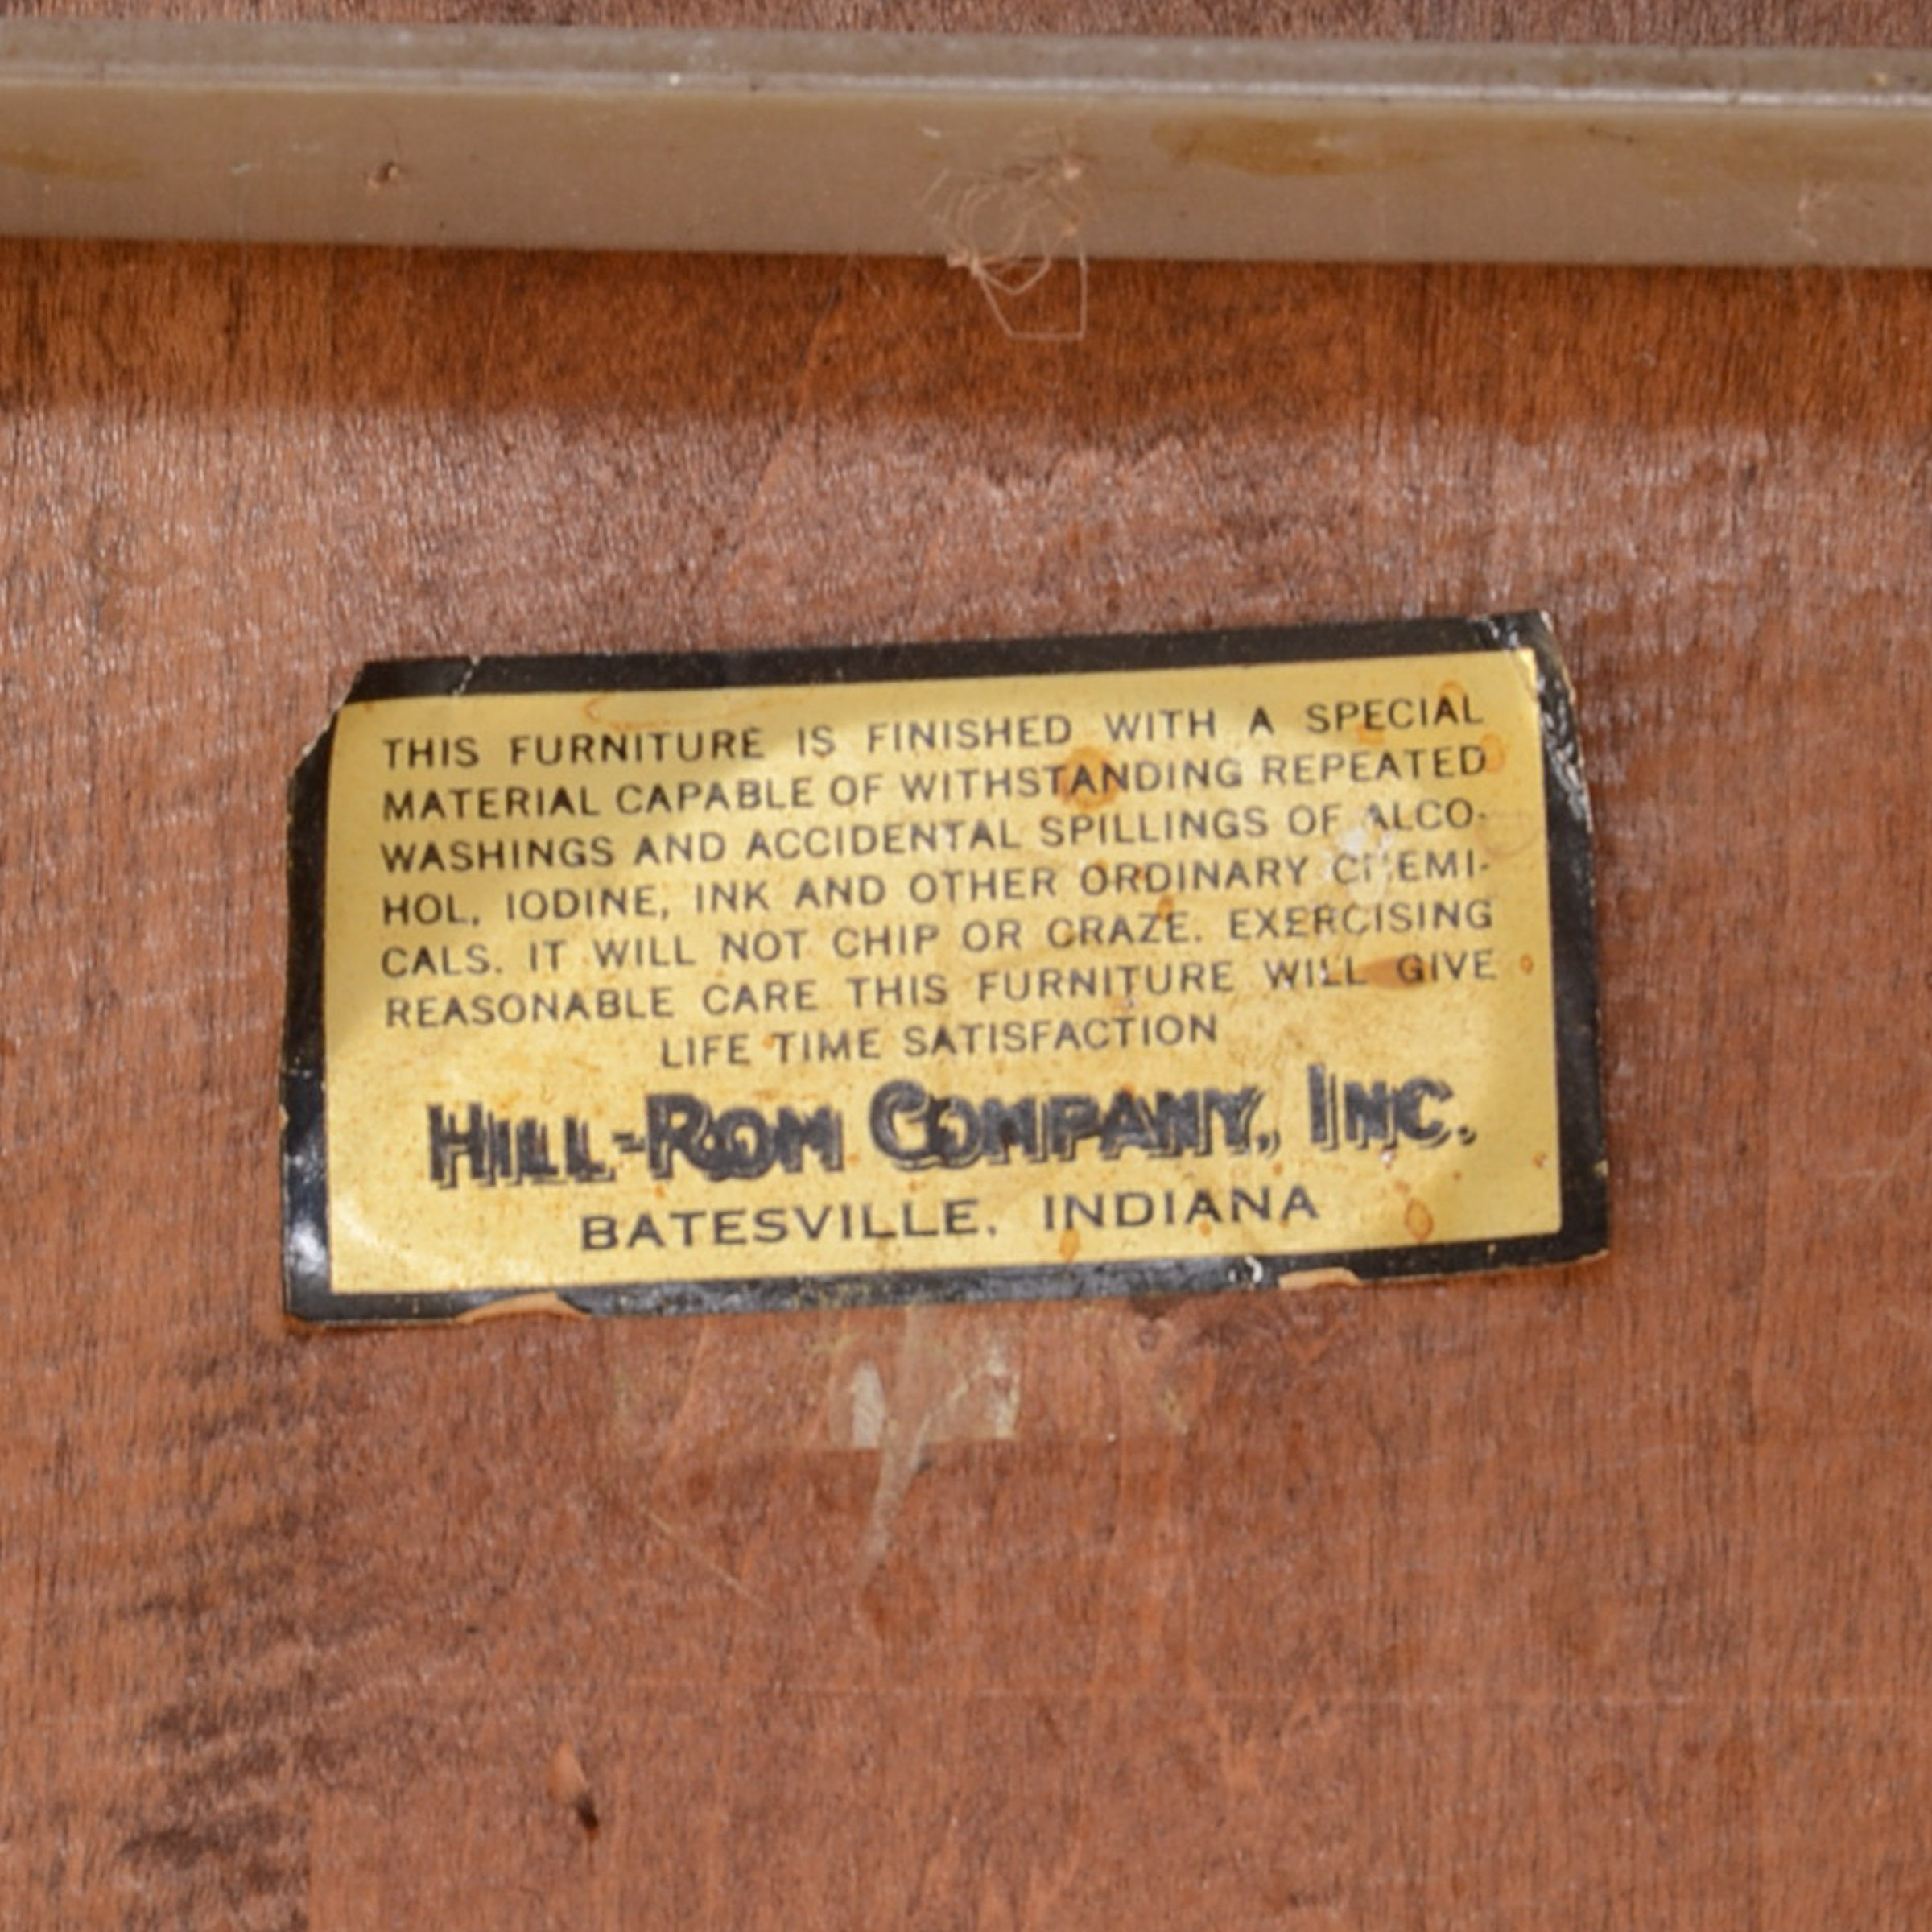 THIS FURNITURE IS FINISHED WITH A SPECIAL
MATERIAL CAPABLE OF WITHSTANDING REPEATED
WASHINGS AND ACCIDENTAL SPILLINGS OF ALCO-
HOL, IODINE, INK AND OTHER ORDINARY CHEMI-
CALS. IT WILL NOT CHIP OR CRAZE. EXERCISING
REASONABLE CARE THIS FURNITURE WILL GIVE
LIFE TIME SATISFACTION
HILL-ROM COMPANY, INC.
BATESVILLE, INDIANA